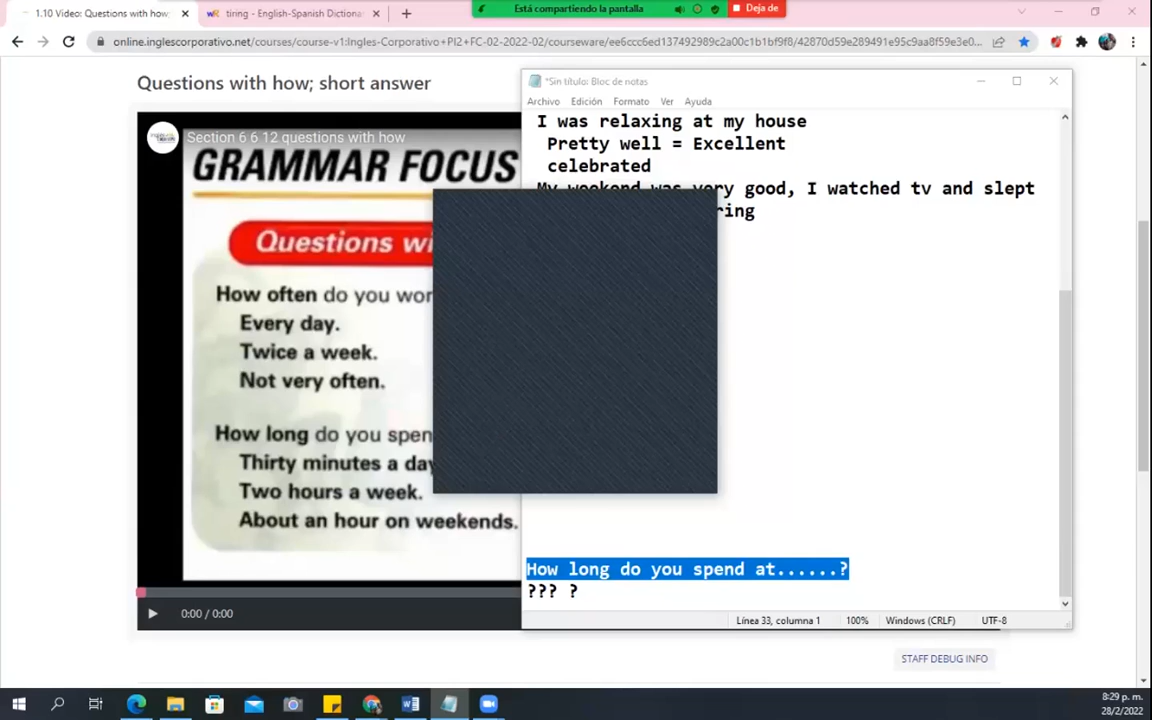 1.10 Video: Questions with how;
tiring - English-Spanish Dictiona
Está compartiendo la pantalla
Deja de
online.inglescorporativo.net/courses/course-v1:Ingles-Corporativo+PI2+FC-02-2022-02/courseware/ee6ccc6ed137492989c2a00c1b1bf9f8/42870d59e289491e95c9aa8f59e3e0...
Questions with how; short answer
Section 6 6 12 questions with how
GRAMMAR FOCUS
Questions wi
How often do you wor
Every day.
Twice a week.
Not very often.
How long do you spen
Thirty minutes a da
Two hours a week.
About an hour on weekends.
0:00 / 0:00
*Sin título: Bloc de notas
Archivo Edición Formato Ver Ayuda
I was relaxing at my house
Pretty well = Excellent
celebrated
My weekend was very good, I watched tv and slept
ring
How long do you spend at......?
??? ?
Línea 33, columna 1 100% Windows (CRLF) UTF-8
STAFF DEBUG INFO
8:29 p. m.
28/2/2022